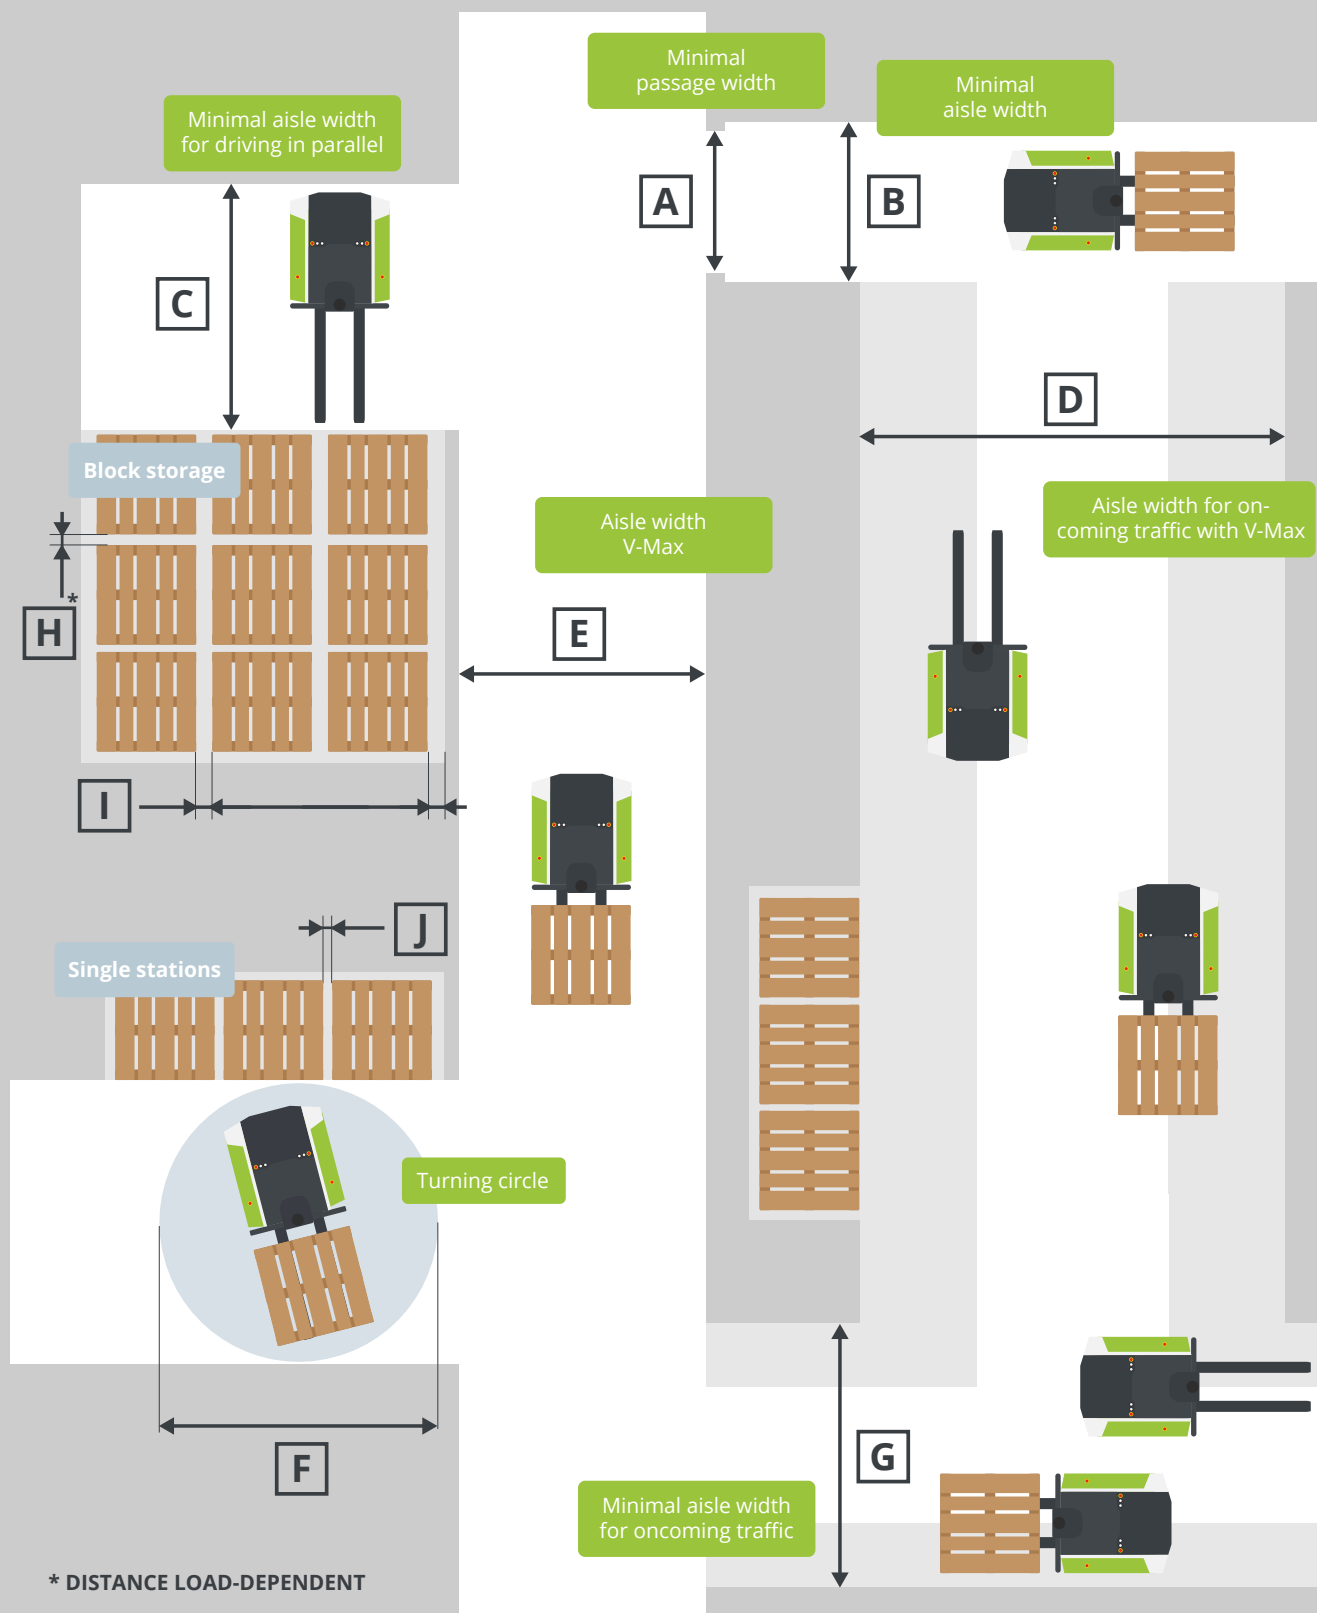 Minimal
passage width
Minimal
aisle width
Minimal aisle width
for driving in parallel
A
B
C
D
Block storage
Aisle width for on-
coming traffic with V-Max
Aisle width
V-Max
*
H
E
I
J
Single stations
Turning circle
F
G
Minimal aisle width
for oncoming traffic
* DISTANCE LOAD-DEPENDENT